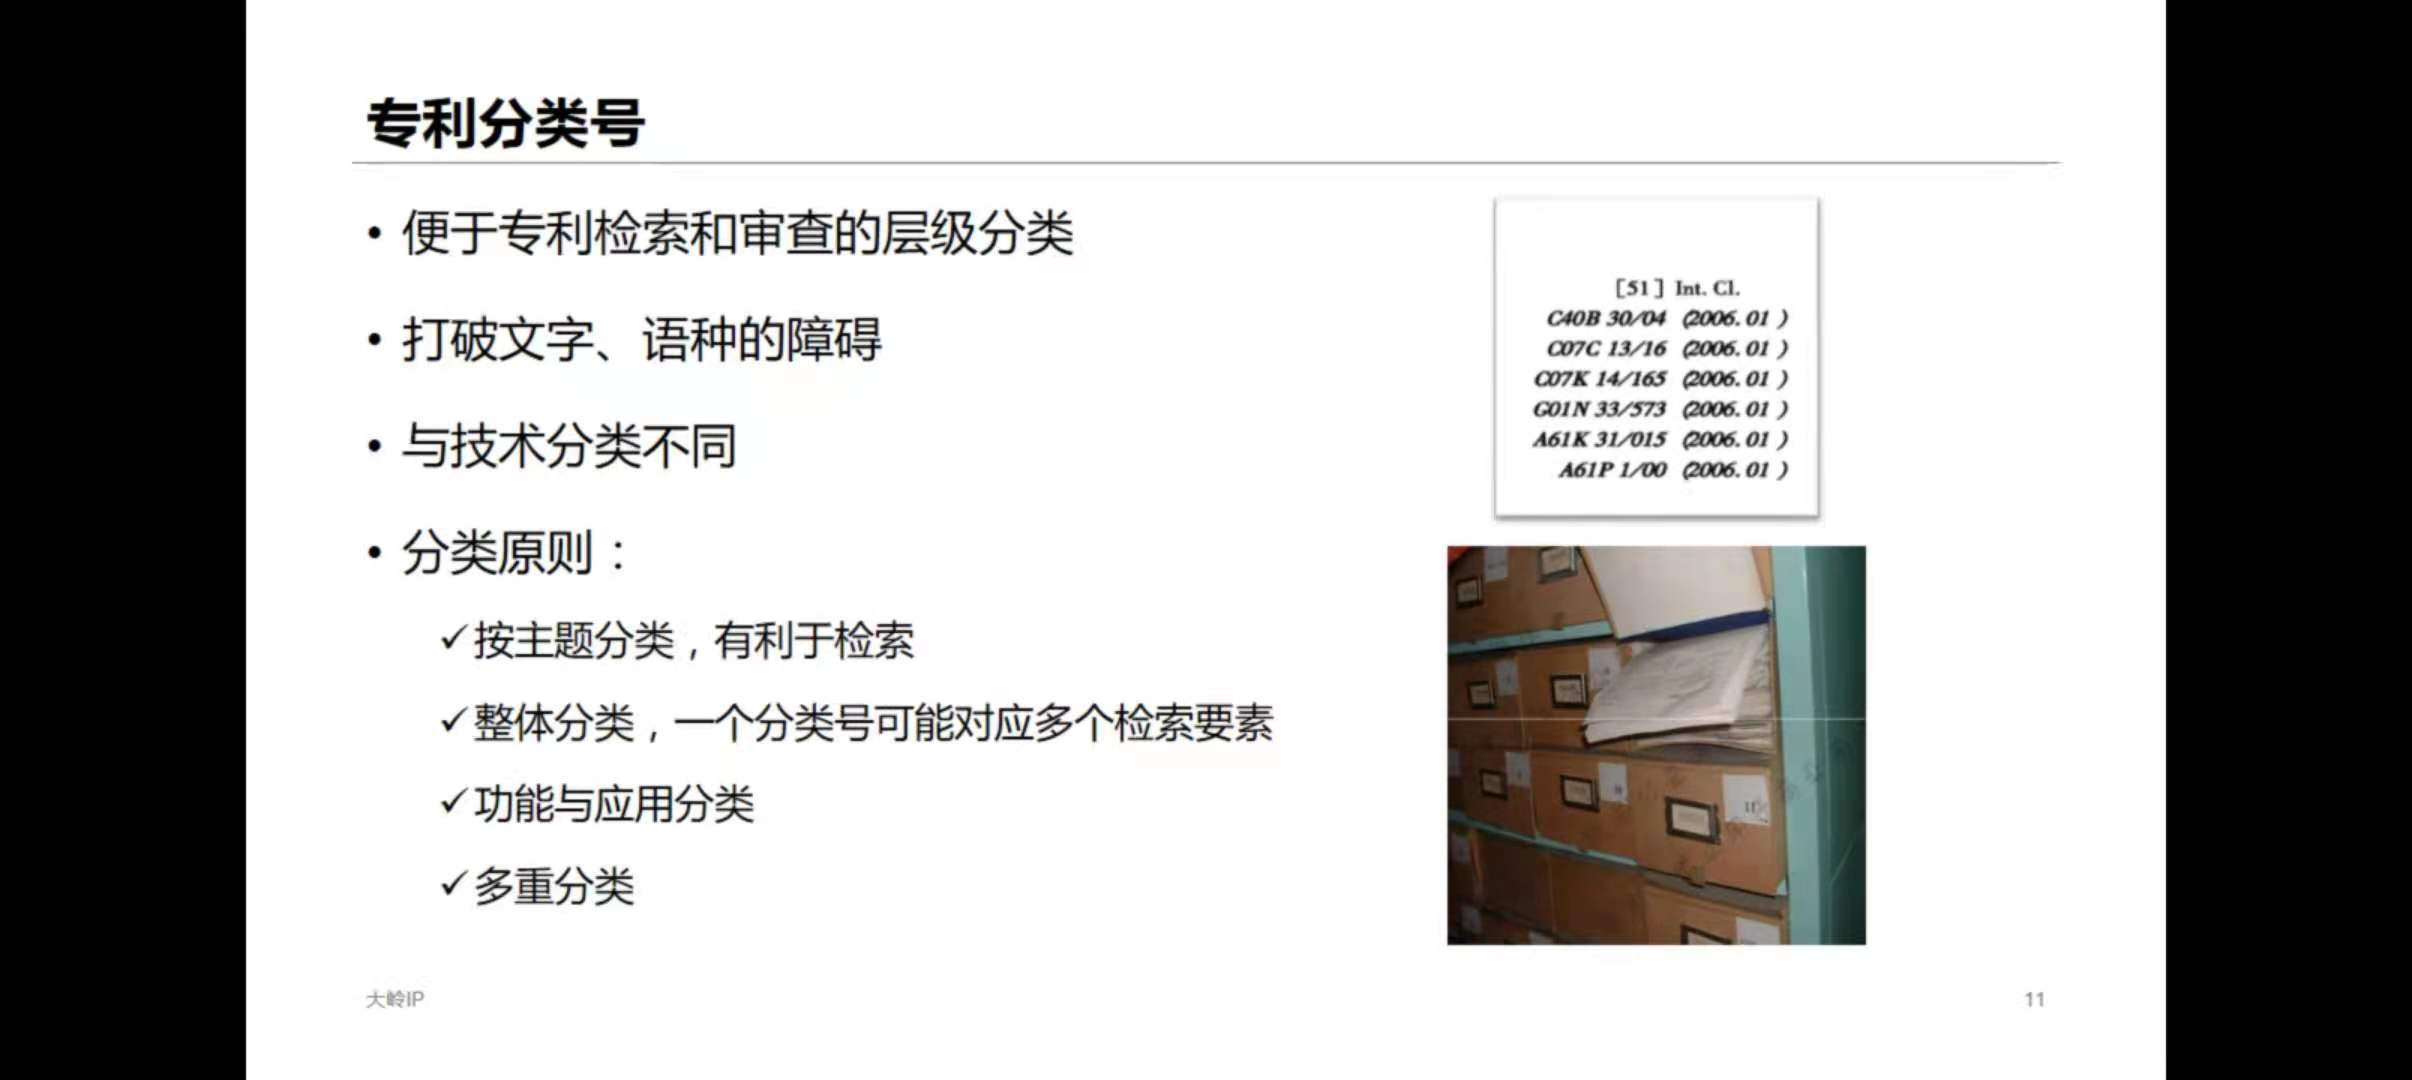 专利分类号
• 便于专利检索和审查的层级分类
• 打破文字、语种的障碍
• 与技术分类不同
• 分类原则：
✓按主题分类，有利于检索
✓整体分类，一个分类号可能对应多个检索要素
✓功能与应用分类
✓多重分类
[51] Int. Cl.
C40B 30/04 (2006.01)
C07C 13/16 (2006.01)
C07K 14/165 (2006.01)
G01N 33/573 (2006.01)
A61K 31/015 (2006.01)
A61P 1/00 (2006.01)
大岭IP
11